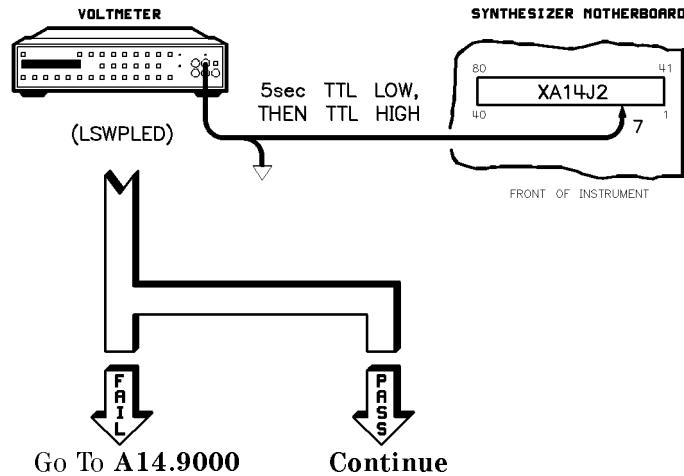 VOLTMETER
SYNTHESIZER MOTHERBOARD
5sec TTL LOW,
THEN TTL HIGH
(LSWPLED)
80
41
XA14J2
40
1
7
FRONT OF INSTRUMENT
FAIL
PASS
Go To A14.9000
Continue